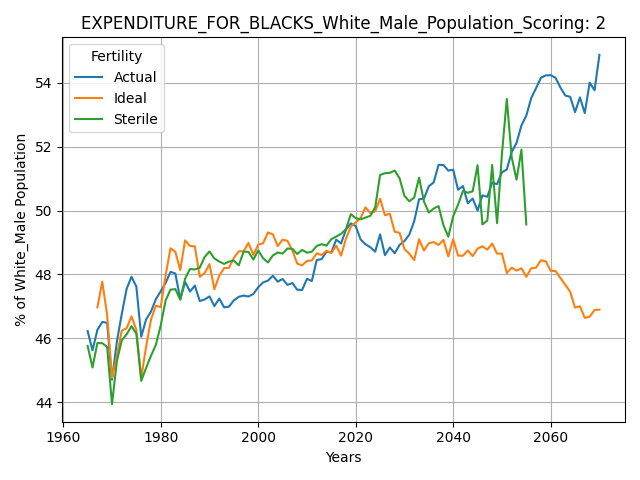 EXPENDITURE_FOR_BLACKS_White_Male_Population_Scoring: 2
Fertility
Actual
Ideal
Sterile
% of White_Male Population
54
52
50
48
46
44
1960
1980
2000
2020
2040
2060
Years